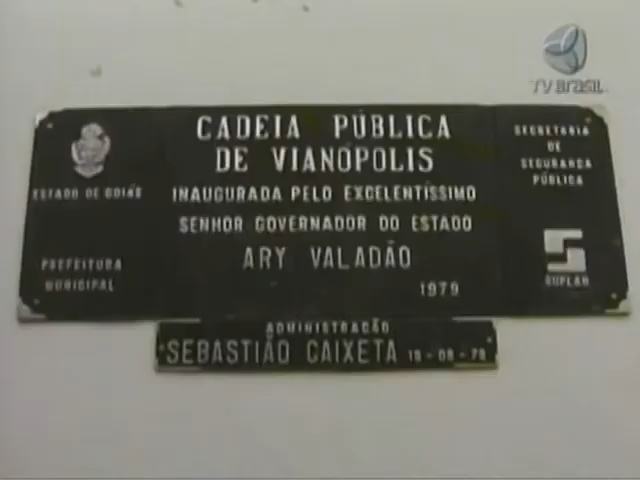 TV Brasil
CADEIA PÚBLICA
DE VIANÓPOLIS
INAUGURADA PELO EXCELENTÍSSIMO
SENHOR GOVERNADOR DO ESTADO
ARY VALADÃO
1979
ESTADO DE GOIÁS
PREFEITURA
MUNICIPAL
SECRETARIA
DE
SEGURANÇA
PÚBLICA
SUPLAN
ADMINISTRAÇÃO
SEBASTIÃO CAIXETA